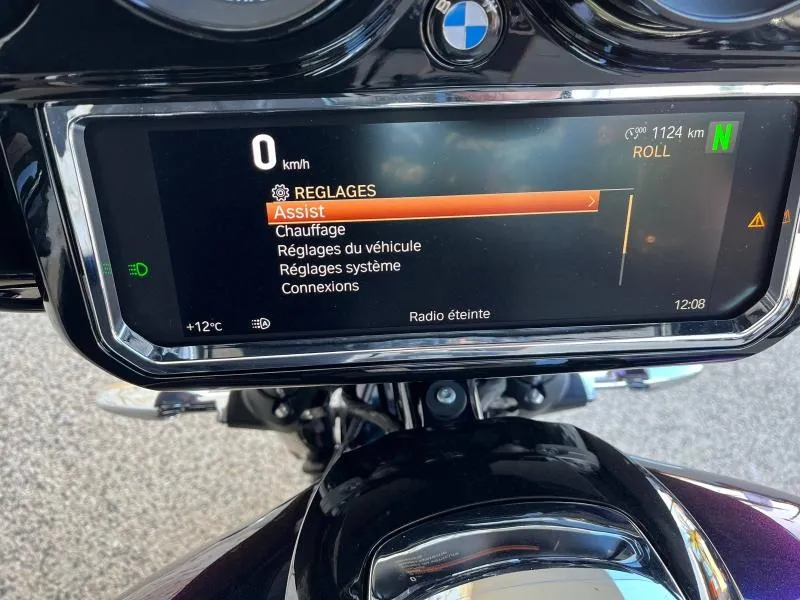 BMW
0 km/h
1124 km
N
ROLL
REGLAGES
Assist
Chauffage
Réglages du véhicule
Réglages système
Connexions
12:08
Radio éteinte
+12°C